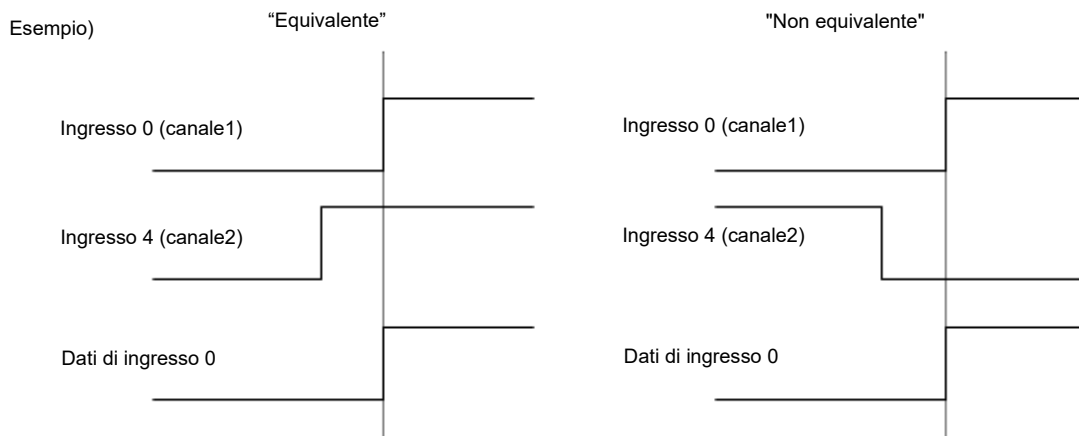 Esempio)
“Equivalente”
"Non equivalente"
Ingresso 0 (canale1)
Ingresso 0 (canale1)
Ingresso 4 (canale2)
Ingresso 4 (canale2)
Dati di ingresso 0
Dati di ingresso 0